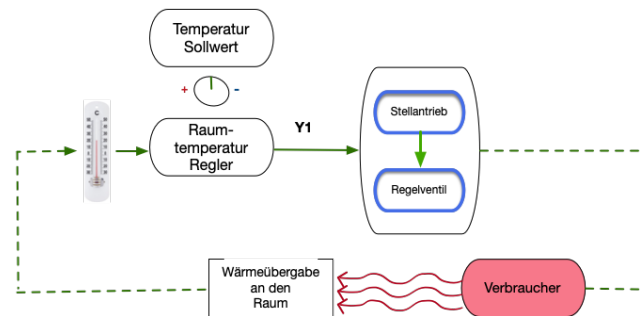 Temperatur
Sollwert
+
-
C
Raum-
temperatur
Regler
Y1
Stellantrieb
Regelventil
Wärmeübergabe
an den
Raum
Verbraucher